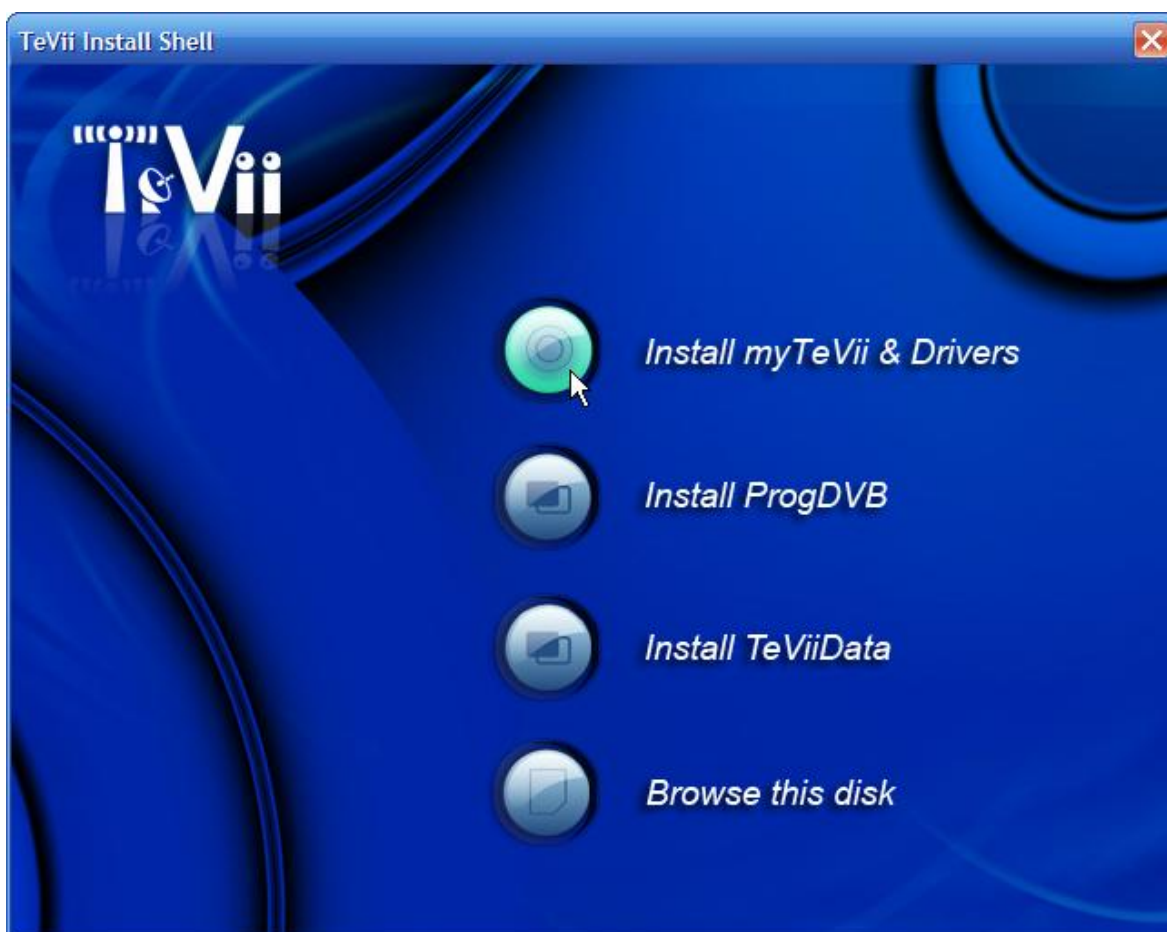 TeVii Install Shell
TeVii
Install myTeVii & Drivers
Install ProgDVB
Install TeViiData
Browse this disk